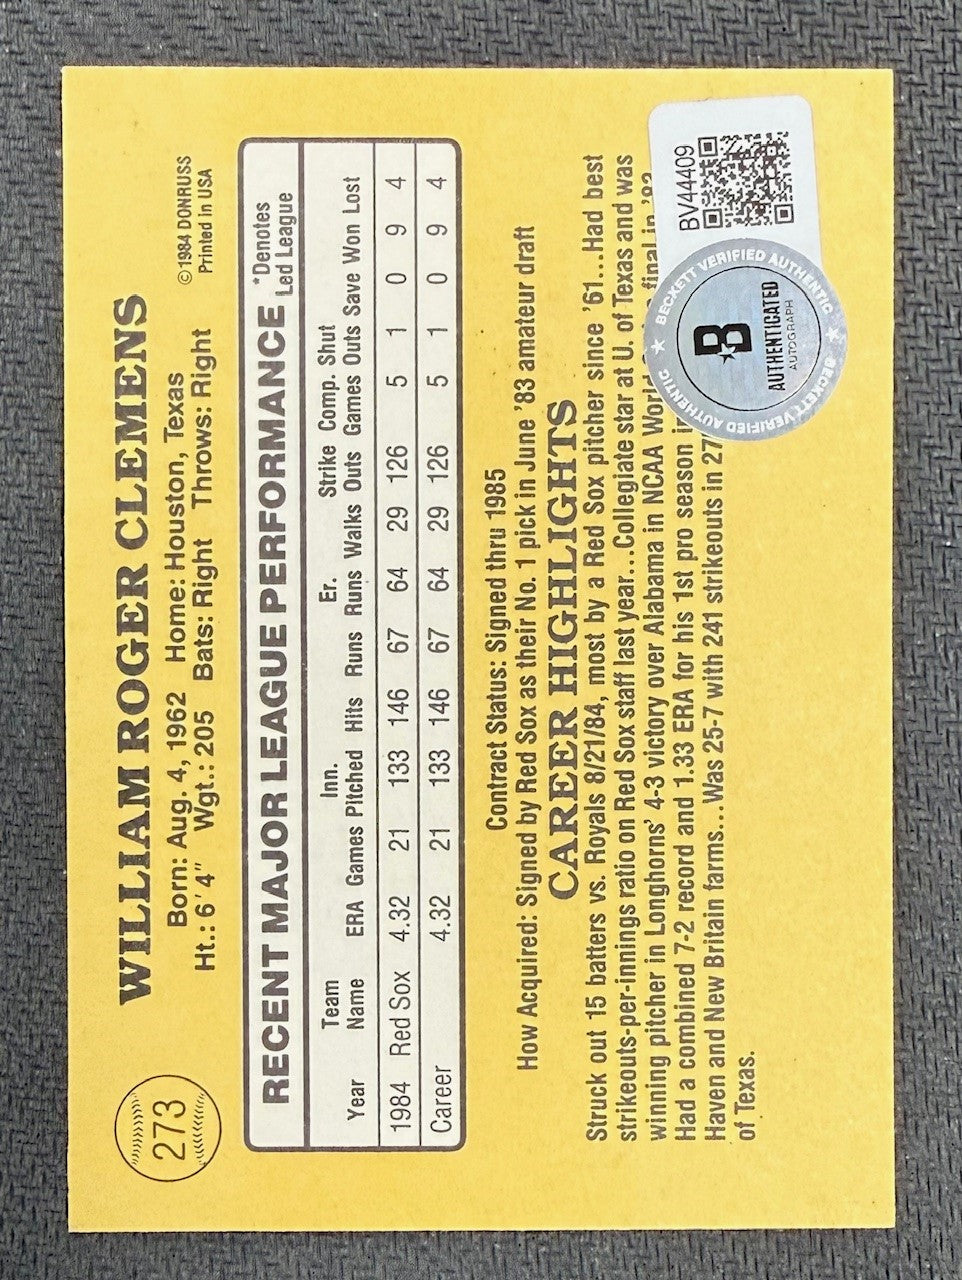 273
WILLIAM ROGER CLEMENS
Born: Aug. 4, 1962 Home: Houston, Texas
Ht.: 6'4" Wgt.: 205 Bats: Right Throws: Right
© 1984 DONRUSS
Printed in USA
RECENT MAJOR LEAGUE PERFORMANCE
*Denotes
Led League
Year Team Name ERA Games Inn. Pitched Hits Runs Er. Runs Walks Strike Outs Comp. Games Shut Outs Save Won Lost
1984 Red Sox 4.32 21 133 146 67 64 29 126 5 1 0 9 4
Career 4.32 21 133 146 67 64 29 126 5 1 0 9 4
Contract Status: Signed thru 1985
How Acquired: Signed by Red Sox as their No. 1 pick in June '83 amateur draft
CAREER HIGHLIGHTS
Struck out 15 batters vs. Royals 8/21/84, most by a Red Sox pitcher since '61...Had best
strikeouts-per-innings ratio on Red Sox staff last year...Collegiate star at U. of Texas and was
winning pitcher in Longhorns' 4-3 victory over Alabama in NCAA World final in '83
Had a combined 7-2 record and 1.33 ERA for his 1st pro season
Haven and New Britain farms... Was 25-7 with 241 strikeouts in 27
of Texas.
BV44409
BECKETT VERIFIED AUTHENTIC
BECKETT VERIFIED AUTHENTIC
B
AUTHENTICATED
AUTOGRAPH